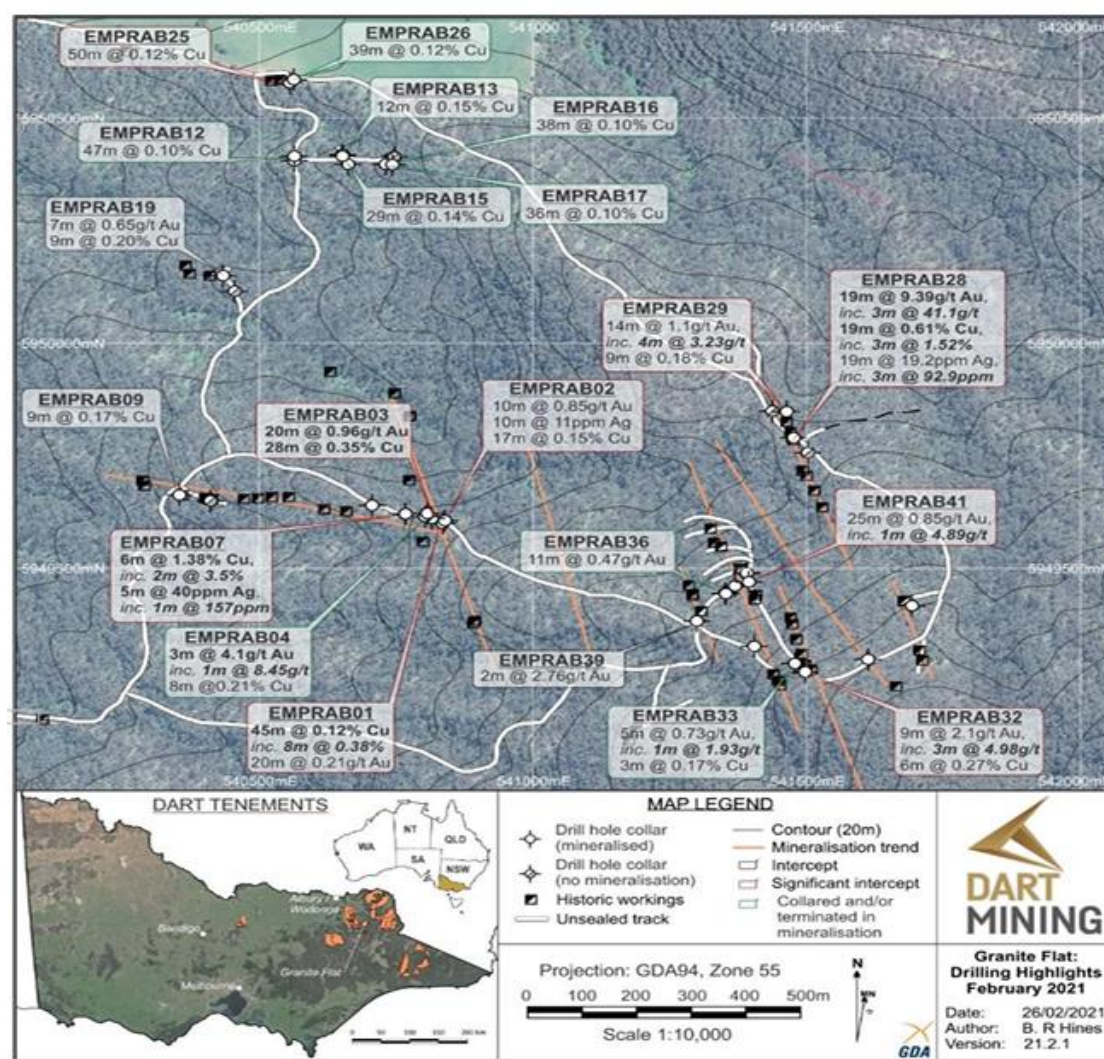 540500mE
541000mE
541500mE
542000mE
EMPRAB25
50m @ 0.12% Cu
EMPRAB26
39m @ 0.12% Cu
EMPRAB13
12m @ 0.15% Cu
EMPRAB16
38m @ 0.10% Cu
5950500mN
EMPRAB12
47m @ 0.10% Cu
EMPRAB15
29m @ 0.14% Cu
EMPRAB17
36m @ 0.10% Cu
EMPRAB19
7m @ 0.65g/t Au
9m @ 0.20% Cu
EMPRAB29
14m @ 1.1g/t Au,
inc. 4m @ 3.23g/t
9m @ 0.18% Cu
EMPRAB28
19m @ 9.39g/t Au,
inc. 3m @ 41.1g/t
19m @ 0.61% Cu,
inc. 3m @ 1.52%
19m @ 19.2ppm Ag,
inc. 3m @ 92.9ppm
5950000mN
EMPRAB09
9m @ 0.17% Cu
EMPRAB03
20m @ 0.96g/t Au
28m @ 0.35% Cu
EMPRAB02
10m @ 0.85g/t Au
10m @ 11ppm Ag
17m @ 0.15% Cu
EMPRAB07
6m @ 1.38% Cu,
inc. 2m @ 3.5%
5m @ 40ppm Ag,
inc. 1m @ 157ppm
EMPRAB36
11m @ 0.47g/t Au
EMPRAB41
25m @ 0.85g/t Au,
inc. 1m @ 4.89g/t
5949500mN
EMPRAB04
3m @ 4.1g/t Au
inc. 1m @ 8.45g/t
8m @0.21% Cu
EMPRAB39
2m @ 2.76g/t Au
EMPRAB01
45m @ 0.12% Cu
inc. 8m @ 0.38%
20m @ 0.21g/t Au
EMPRAB33
5m @ 0.73g/t Au,
inc. 1m @ 1.93g/t
3m @ 0.17% Cu
EMPRAB32
9m @ 2.1g/t Au,
inc. 3m @ 4.98g/t
6m @ 0.27% Cu
540500mE
541000mE
541500mE
542000mE
DART TENEMENTS
WA
NT
SA
QLD
NSW
Albury /
Wodonga
Bendigo
Granite Flat
Melbourne
0 50 100 150 200 km
MAP LEGEND
Drill hole collar
(mineralised)
Drill hole collar
(no mineralisation)
Historic workings
Unsealed track
Contour (20m)
Mineralisation trend
Intercept
Significant intercept
Collared and/or
terminated in
mineralisation
Projection: GDA94, Zone 55
0 100 200 300 400 500m
Scale 1:10,000
N
MN
GDA
DART
MINING
Granite Flat:
Drilling Highlights
February 2021
Date: 26/02/2021
Author: B. R Hines
Version: 21.2.1